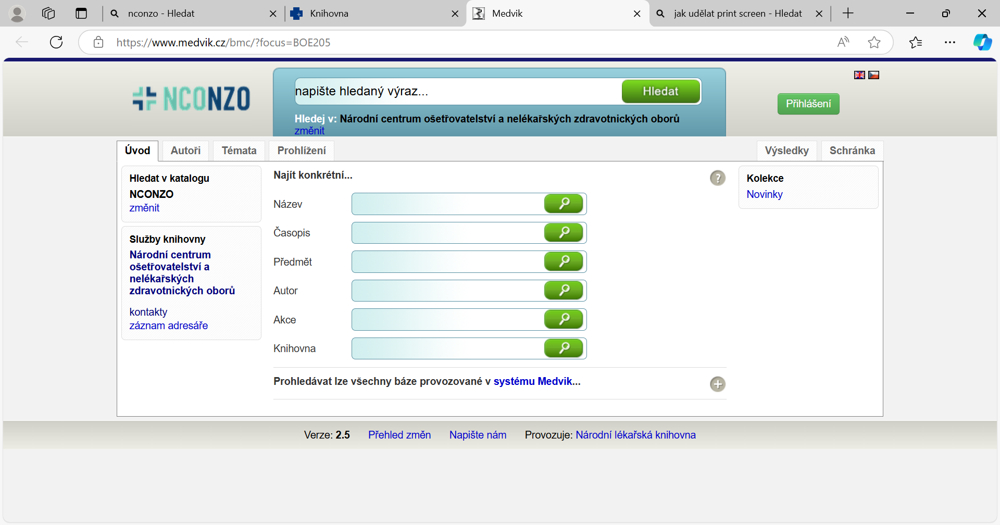 nconzo - Hledat
Knihovna
Medvik
jak udělat print screen - Hledat
https://www.medvik.cz/bmc/?focus=BOE205
NCONZO
napište hledaný výraz...
Hledat
Hledej v: Národní centrum ošetřovatelství a nelékařských zdravotnických oborů
změnit
Přihlášení
Úvod
Autoři
Témata
Prohlížení
Výsledky
Schránka
Hledat v katalogu
NCONZO
změnit
Služby knihovny
Národní centrum
ošetřovatelství a
nelékařských
zdravotnických oborů
kontakty
záznam adresáře
Najít konkrétní...
?
Název
Časopis
Předmět
Autor
Akce
Knihovna
Prohledávat lze všechny báze provozované v systému Medvik...
Kolekce
Novinky
Verze: 2.5
Přehled změn
Napište nám
Provozuje: Národní lékařská knihovna